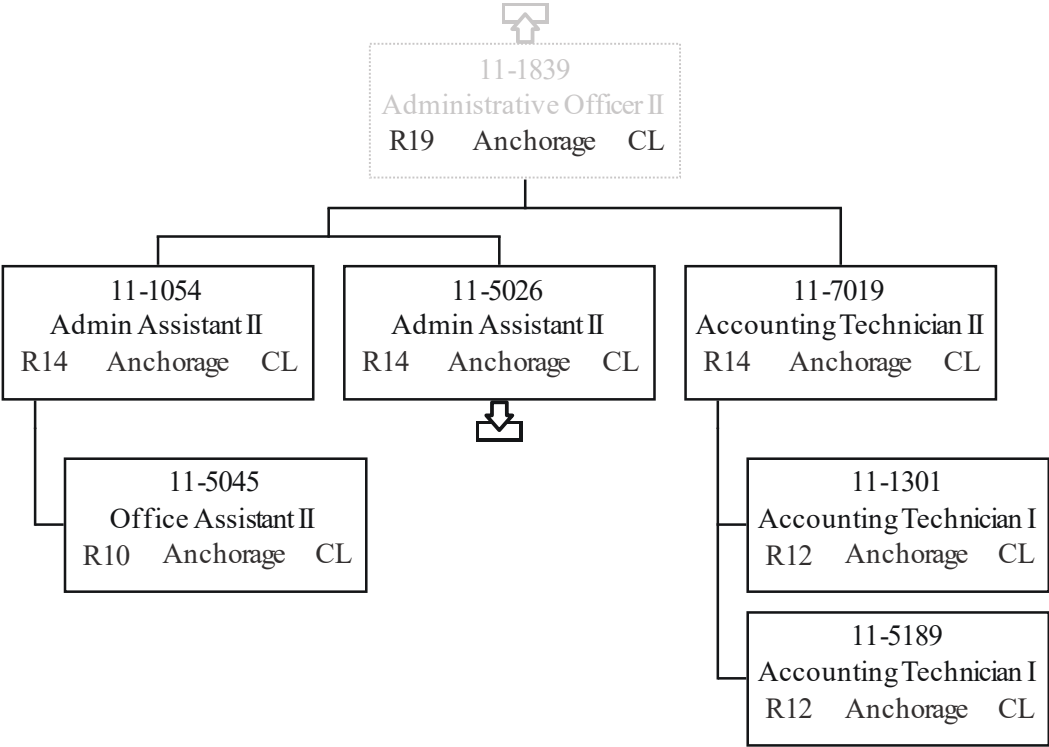 11-1839
Administrative Officer II
R19 Anchorage CL
11-1054
Admin Assistant II
R14 Anchorage CL
11-5026
Admin Assistant II
R14 Anchorage CL
11-7019
Accounting Technician II
R14 Anchorage CL
11-5045
Office Assistant II
R10 Anchorage CL
11-1301
Accounting Technician I
R12 Anchorage CL
11-5189
Accounting Technician I
R12 Anchorage CL